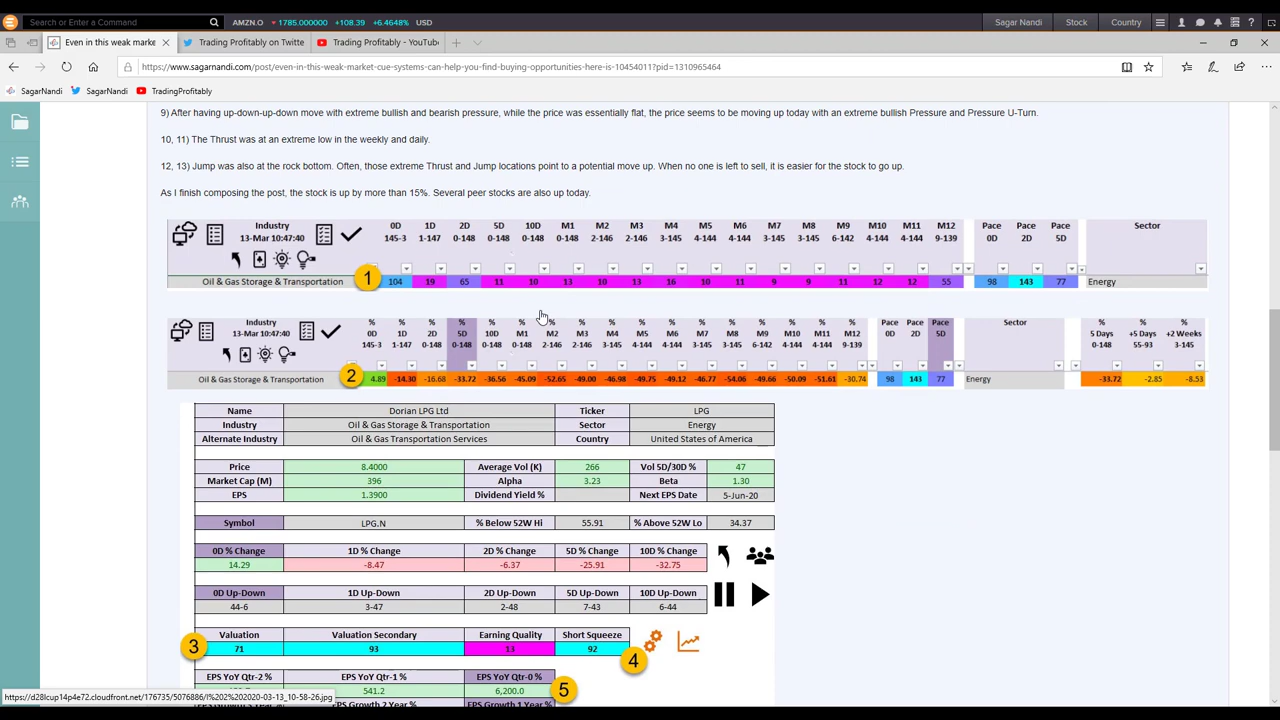 Search or Enter a Command AMZN.O 1785.000000 +108.39 +6.4648% USD Sagar Nandi Stock Country
Even in this weak marke Trading Profitably on Twitte Trading Profitably - YouTube
https://www.sagarnandi.com/post/even-in-this-weak-market-cue-systems-can-help-you-find-buying-opportunities-here-is-10454011?pid=1310965464
SagarNandi SagarNandi TradingProfitably
9) After having up-down-up-down move with extreme bullish and bearish pressure, while the price was essentially flat, the price seems to be moving up today with an extreme bullish Pressure and Pressure U-Turn.
10, 11) The Thrust was at an extreme low in the weekly and daily.
12, 13) Jump was also at the rock bottom. Often, those extreme Thrust and Jump locations point to a potential move up. When no one is left to sell, it is easier for the stock to go up.
As I finish composing the post, the stock is up by more than 15%. Several peer stocks are also up today.
Industry 0D 1D 2D 5D 10D M1 M2 M3 M4 M5 M6 M7 M8 M9 M10 M11 M12 Pace Pace Pace Sector
13-Mar 10:47:40 145-3 1-147 0-148 0-148 0-148 0-148 2-146 2-146 3-145 4-144 4-144 3-145 3-145 6-142 4-144 4-144 9-139 0D 2D 5D
Oil & Gas Storage & Transportation 1 104 19 65 11 10 13 10 13 16 10 11 9 9 11 12 12 55 98 143 77 Energy
Industry % % % % % % % % % % % % % % % % % Pace Pace Pace Sector % % %
13-Mar 10:47:40 0D 1D 2D 5D 10D M1 M2 M3 M4 M5 M6 M7 M8 M9 M10 M11 M12 0D 2D 5D 5 Days +5 Days +2 Weeks
145-3 1-147 0-148 0-148 0-148 0-148 2-146 2-146 3-145 4-144 4-144 3-145 3-145 6-142 4-144 4-144 9-139 0-148 55-93 3-145
Oil & Gas Storage & Transportation 2 4.89 -14.30 -16.68 -33.72 -36.56 -45.09 -52.65 -49.00 -46.98 -49.75 -49.12 -46.77 -54.06 -49.66 -50.09 -51.61 -30.74 98 143 77 Energy -33.72 -2.85 -8.53
Name Dorian LPG Ltd Ticker LPG
Industry Oil & Gas Storage & Transportation Sector Energy
Alternate Industry Oil & Gas Transportation Services Country United States of America
Price 8.4000 Average Vol (K) 266 Vol 5D/30D % 47
Market Cap (M) 396 Alpha 3.23 Beta 1.30
EPS 1.3900 Dividend Yield % Next EPS Date 5-Jun-20
Symbol LPG.N % Below 52W Hi 55.91 % Above 52W Lo 34.37
0D % Change 1D % Change 2D % Change 5D % Change 10D % Change
14.29 -8.47 -6.37 -25.91 -32.75
0D Up-Down 1D Up-Down 2D Up-Down 5D Up-Down 10D Up-Down
44-6 3-47 2-48 7-43 6-44
Valuation Valuation Secondary Earning Quality Short Squeeze
3 71 93 13 92 4
EPS YoY Qtr-2 % EPS YoY Qtr-1 % EPS YoY Qtr-0 %
541.2 6,200.0 5
https://d28lcup14p4e72.cloudfront.net/176735/5076886/I%202%202020-03-13 10-58-26.jpg
EPS Growth 2 Year % EPS Growth 1 Year %